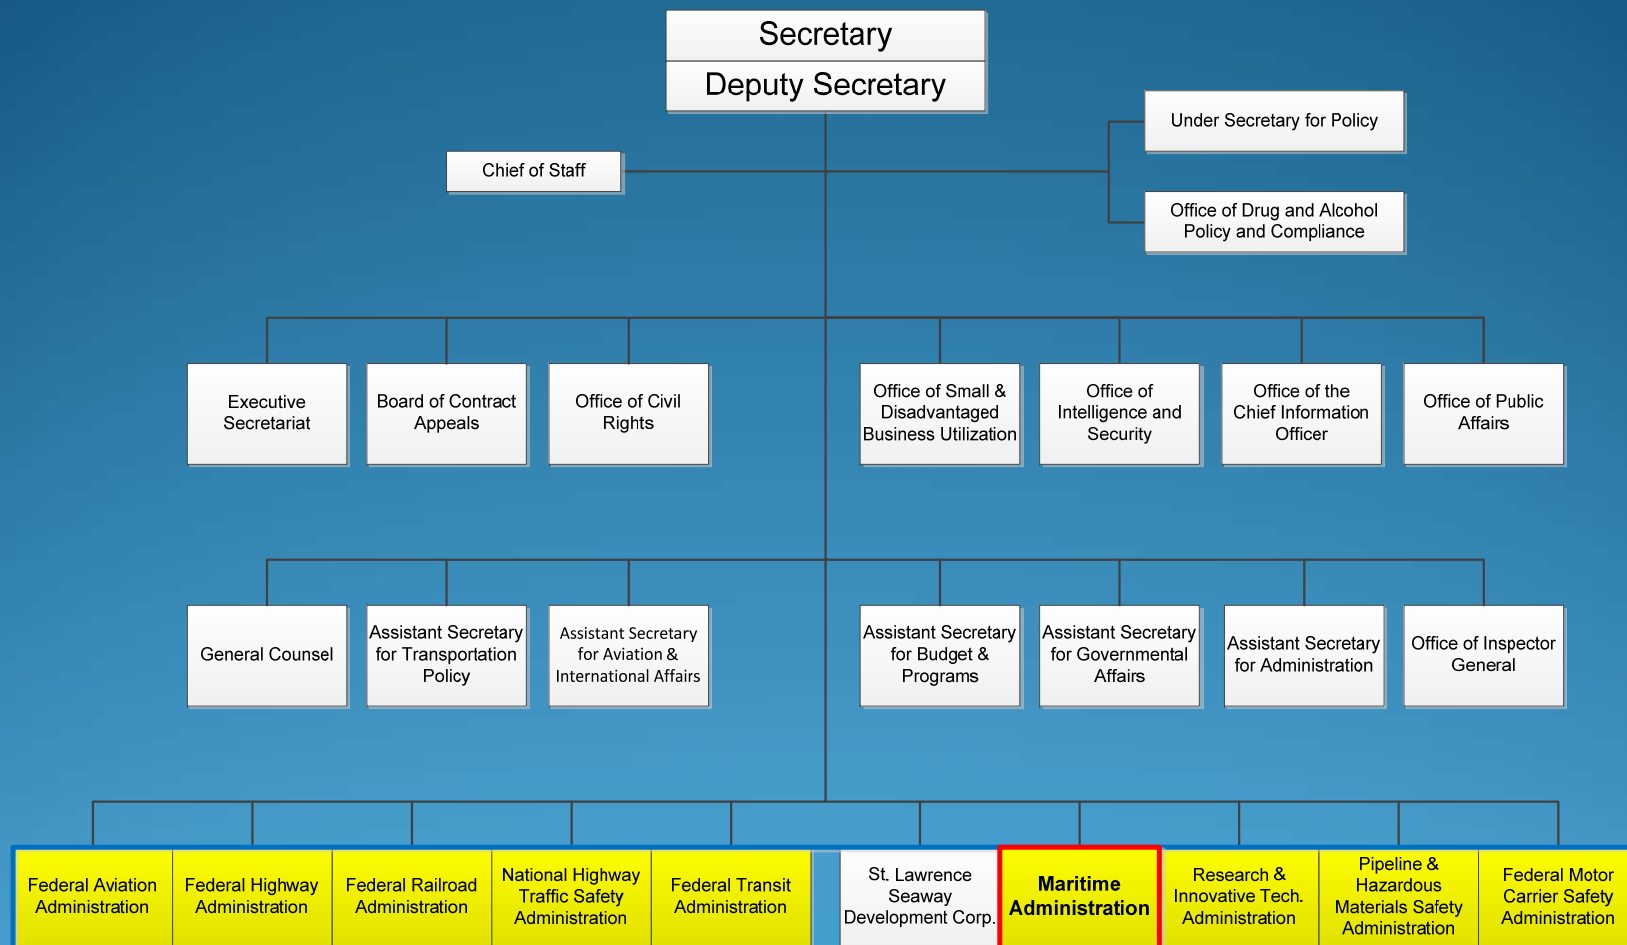 Secretary
Deputy Secretary
Under Secretary for Policy
Chief of Staff
Office of Drug and Alcohol
Policy and Compliance
Executive
Secretariat
Board of Contract
Appeals
Office of Civil
Rights
Office of Small &
Disadvantaged
Business Utilization
Office of
Intelligence and
Security
Office of the
Chief Information
Officer
Office of Public
Affairs
General Counsel
Assistant Secretary
for Transportation
Policy
Assistant Secretary
for Aviation &
International Affairs
Assistant Secretary
for Budget &
Programs
Assistant Secretary
for Governmental
Affairs
Assistant Secretary
for Administration
Office of Inspector
General
Federal Aviation
Administration
Federal Highway
Administration
Federal Railroad
Administration
National Highway
Traffic Safety
Administration
Federal Transit
Administration
St. Lawrence
Seaway
Development Corp.
Maritime
Administration
Research &
Innovative Tech.
Administration
Pipeline &
Hazardous
Materials Safety
Administration
Federal Motor
Carrier Safety
Administration